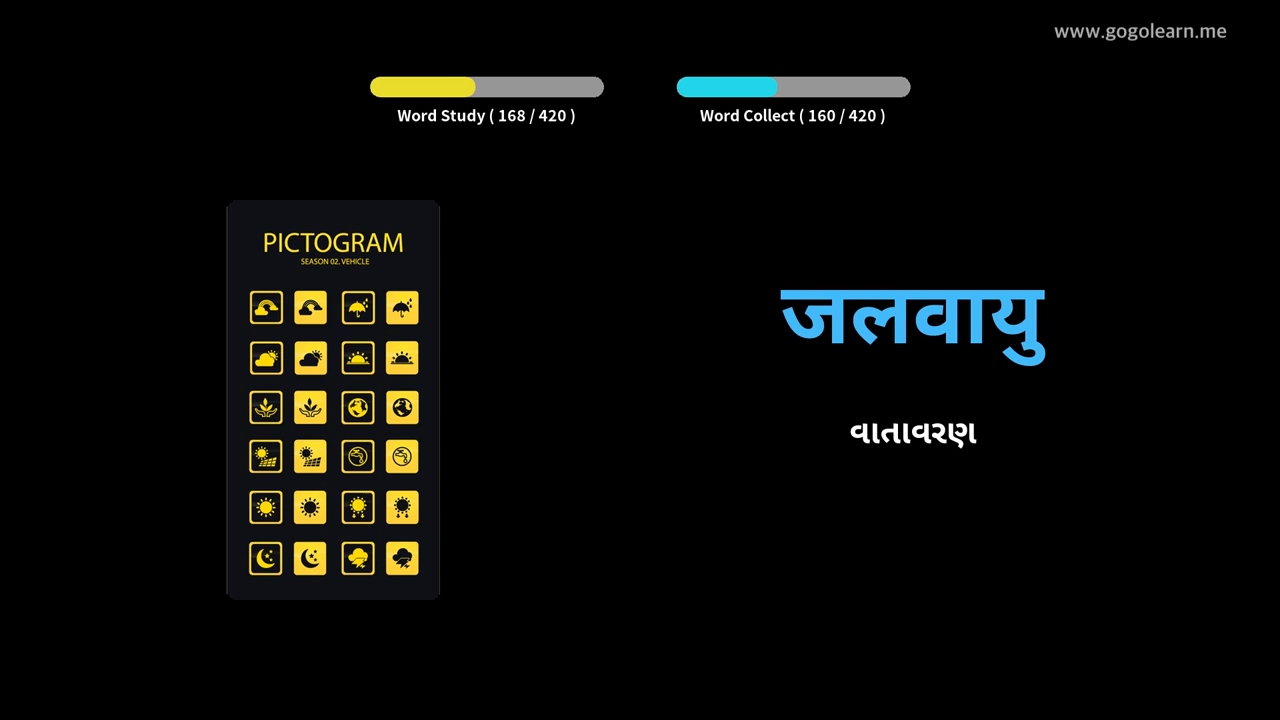 www.gogolearn.me
Word Study ( 168 / 420 )
Word Collect ( 160 / 420 )
PICTOGRAM
SEASON 02. VEHICLE
जलवायु
વાતાવરણ